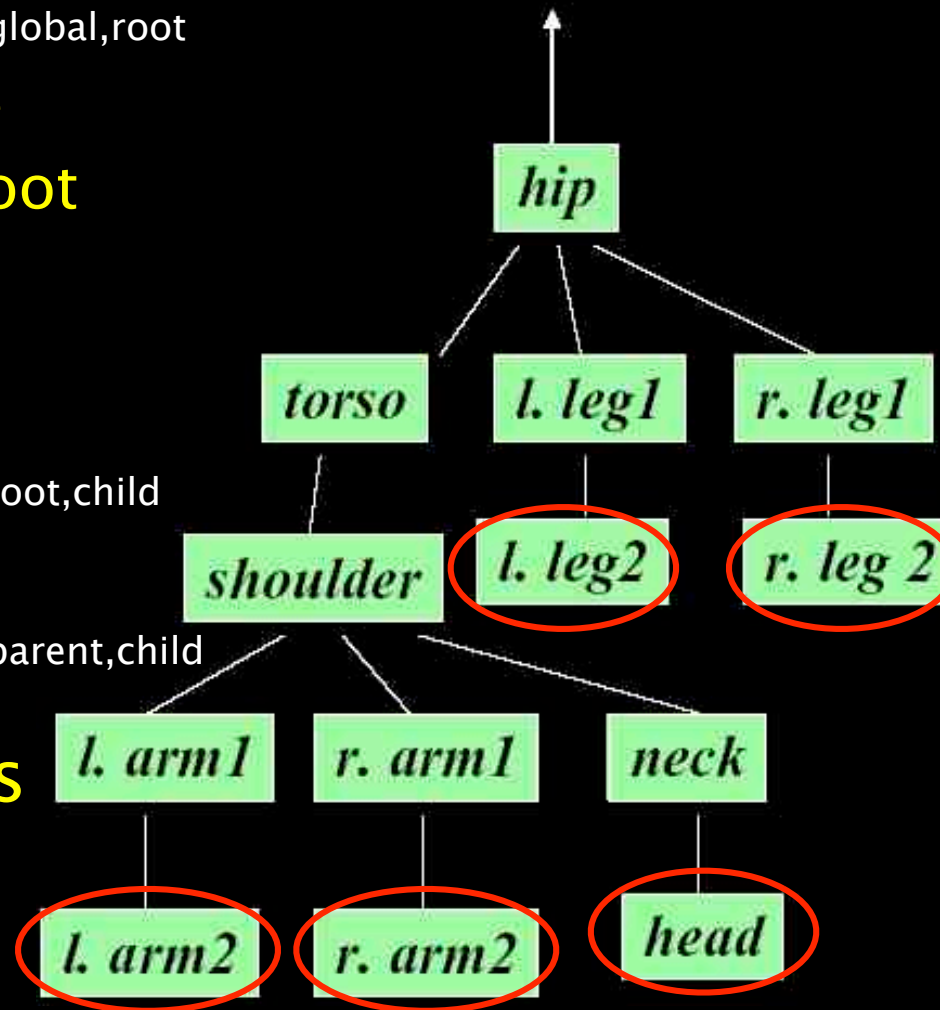 global,root
oot
hip
torso
l. leg1
r. leg1
oot,child
l. leg2
r. leg 2
shoulder
parent,child
l. arm1
r. arm1
neck
s
l. arm2
r. arm2
head